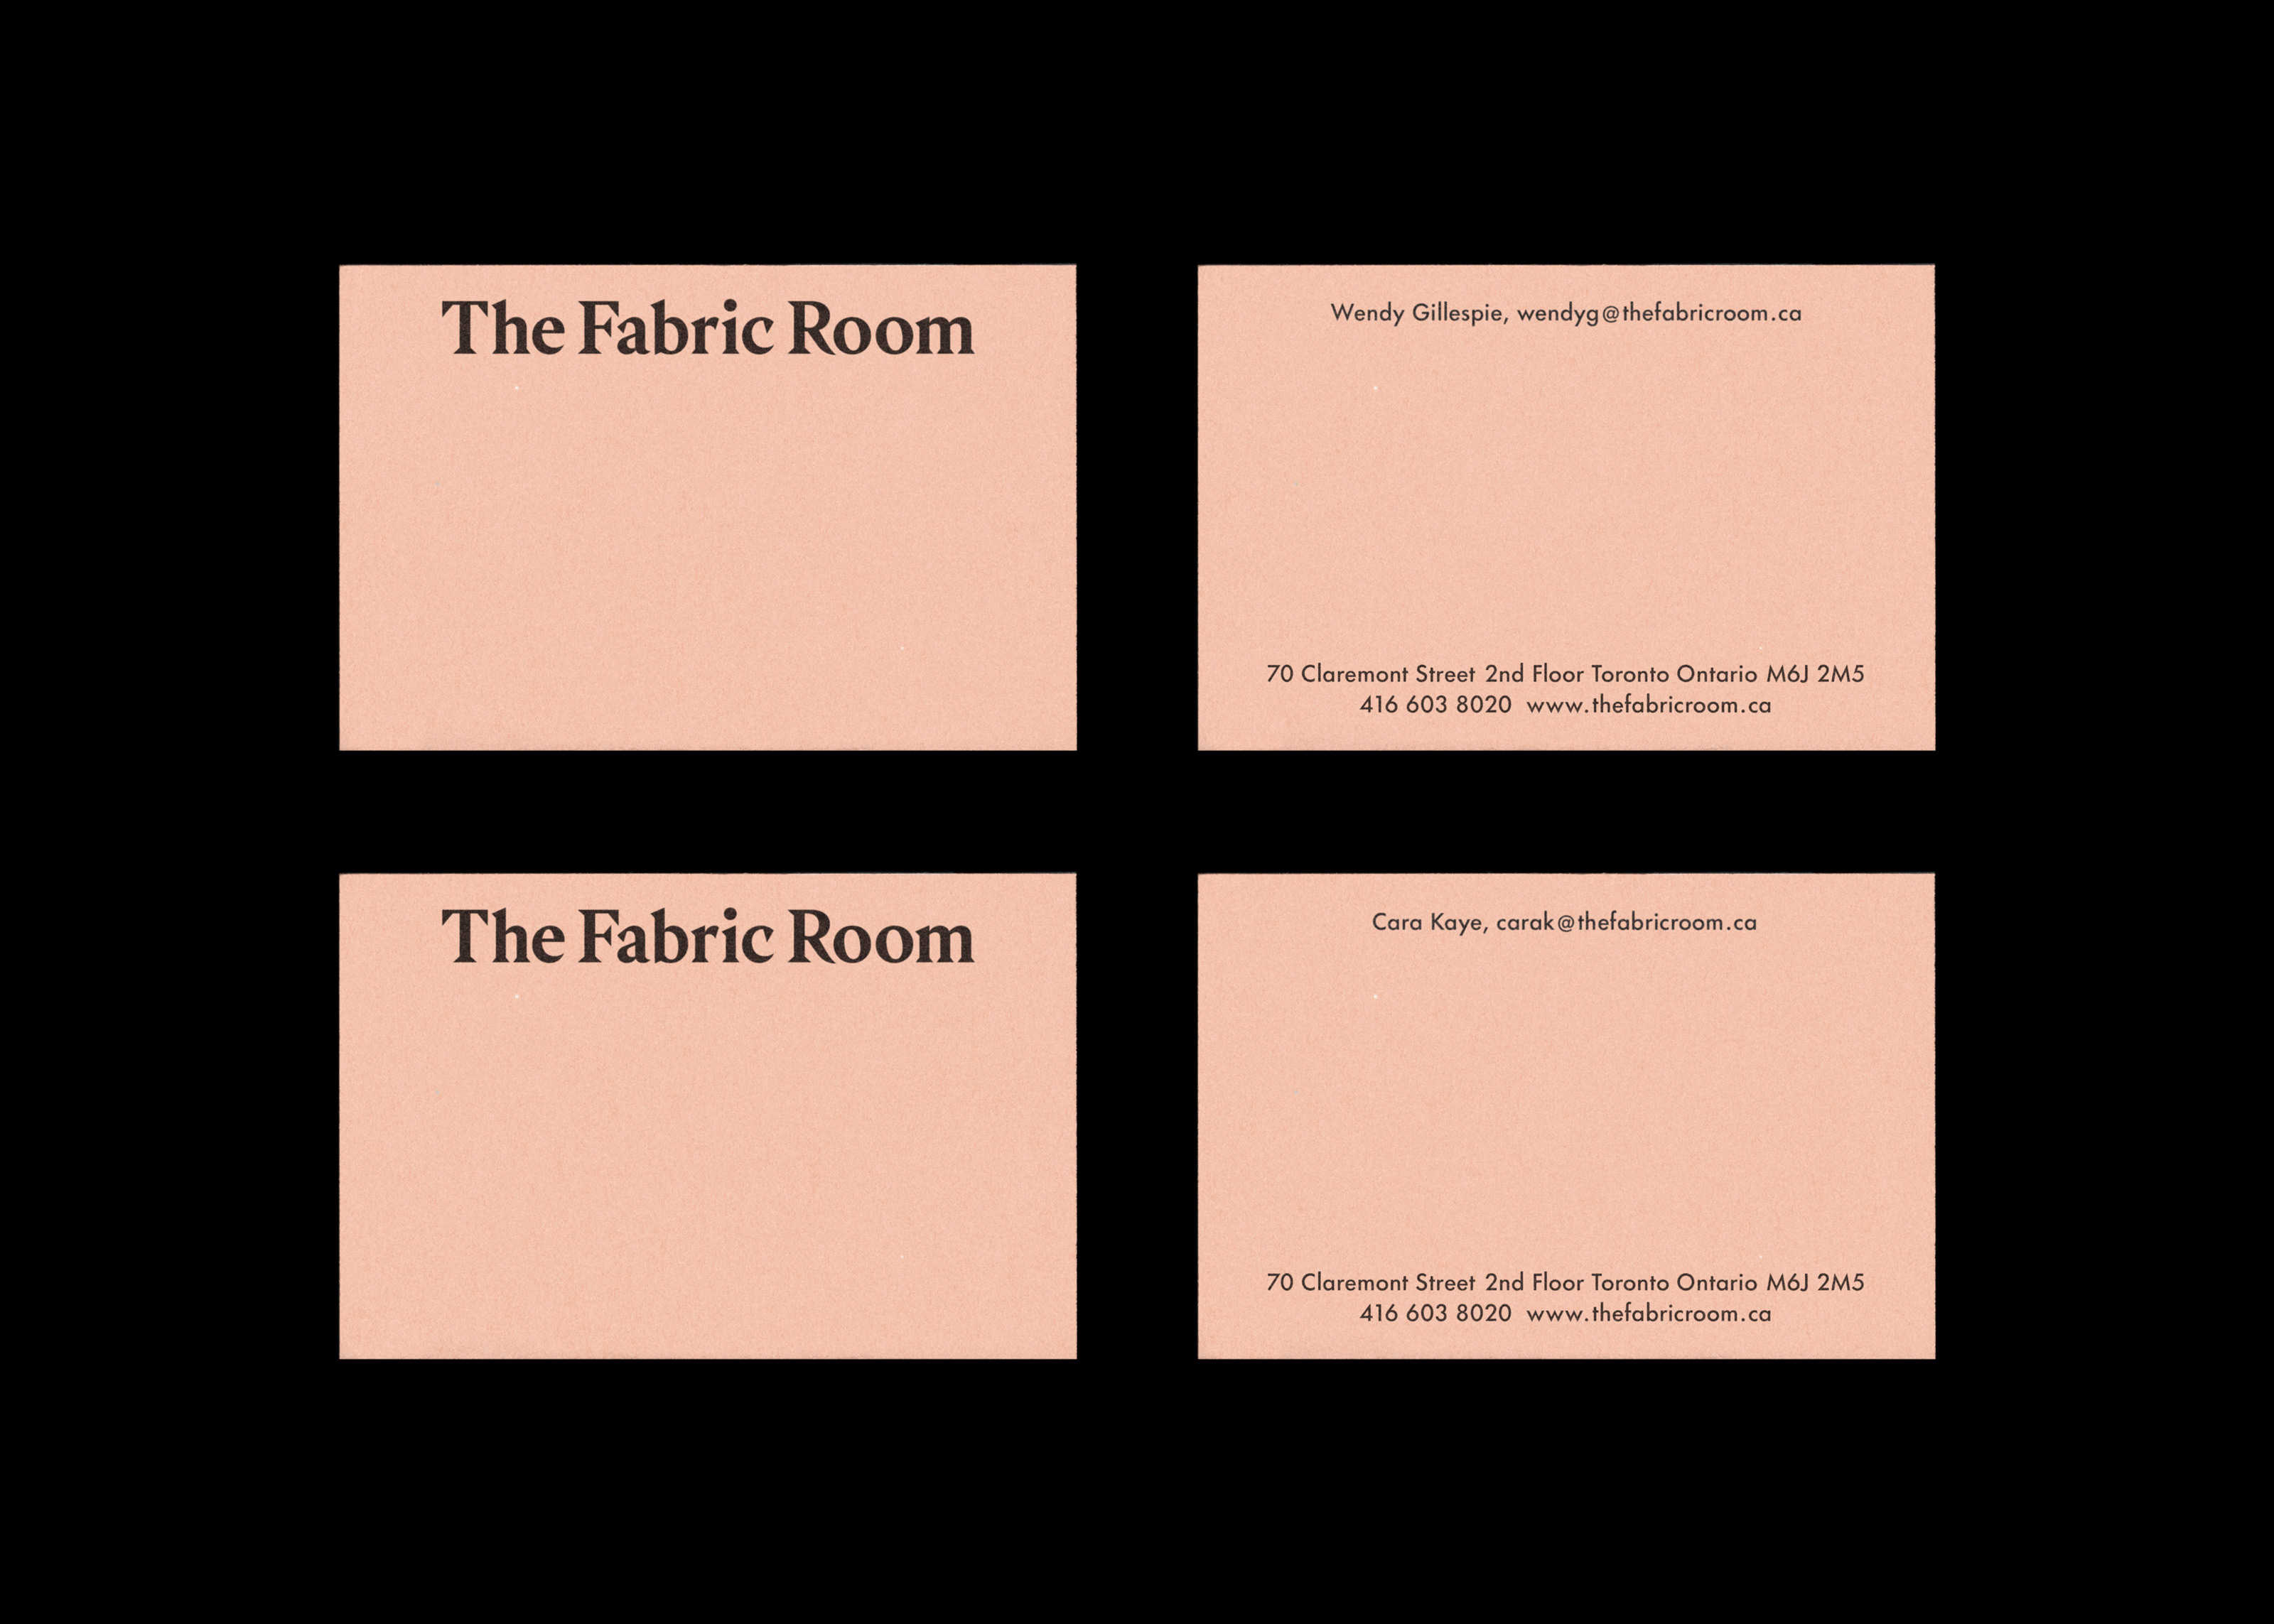 The Fabric Room
Wendy Gillespie, wendyg@thefabricroom.ca
70 Claremont Street 2nd Floor Toronto Ontario M6J 2M5
416 603 8020 www.thefabricroom.ca
The Fabric Room
Cara Kaye, carak@thefabricroom.ca
70 Claremont Street 2nd Floor Toronto Ontario M6J 2M5
416 603 8020 www.thefabricroom.ca